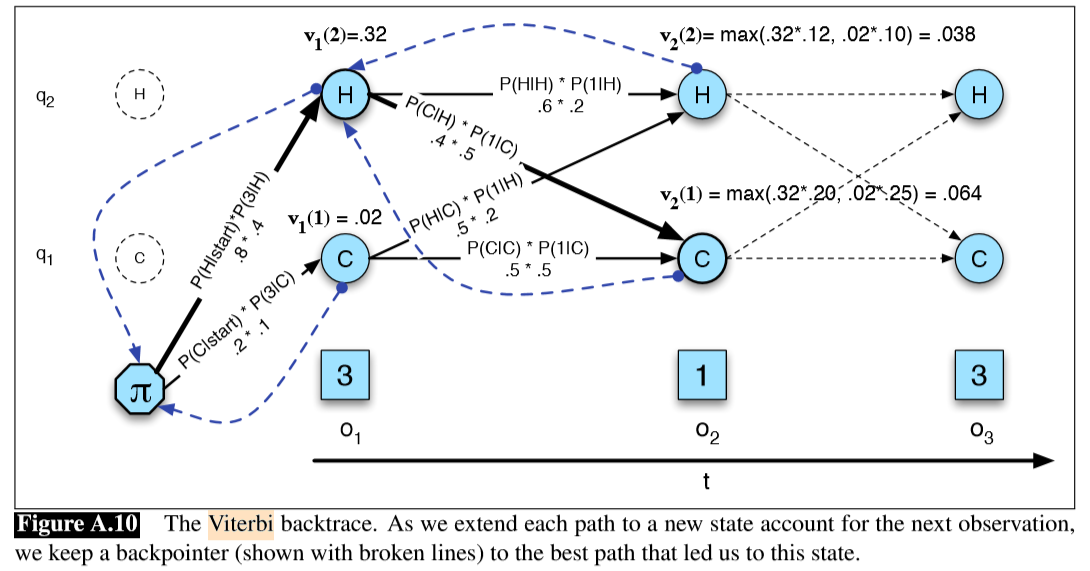 v1(2)=.32
v2(2)= max(.32*.12, .02*.10) = .038
q2
H
H
P(H|H) * P(1|H)
.6 * .2
H
H
P(C|H) * P(1|C)
.4 * .5
P(H|start)*P(3|H)
.8 * .4
v1(1) = .02
P(H|C) * P(1|H)
.5 * .2
v2(1) = max(.32*.20, .02*.25) = .064
q1
C
C
P(C|C) * P(1|C)
.5 * .5
C
C
P(C|start) * P(3|C)
.2 * .1
π
3
1
3
o1
o2
o3
t
Figure A.10 The Viterbi backtrace. As we extend each path to a new state account for the next observation,
we keep a backpointer (shown with broken lines) to the best path that led us to this state.